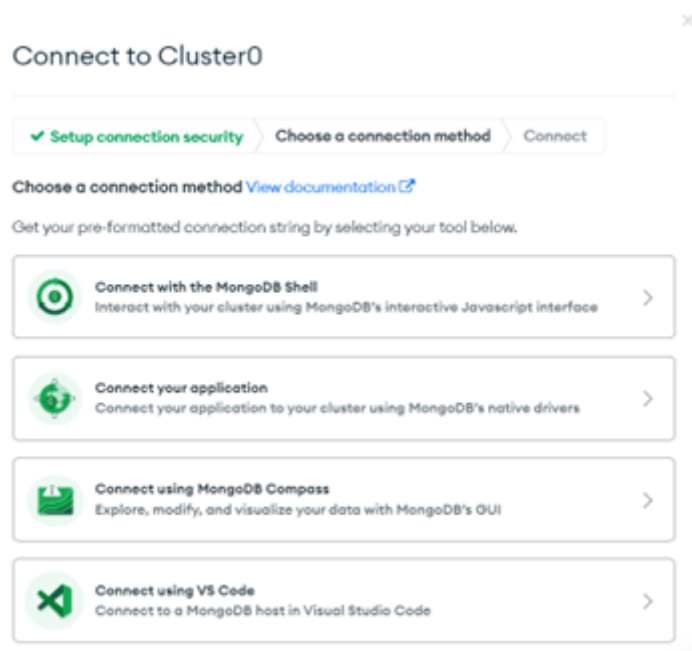 Connect to Cluster0
✔ Setup connection security Choose a connection method Connect
Choose a connection method View documentation
Get your pre-formatted connection string by selecting your tool below.
Connect with the MongoDB Shell
Interact with your cluster using MongoDB's interactive Javascript interface
Connect your application
Connect your application to your cluster using MongoDB's native drivers
Connect using MongoDB Compass
Explore, modify, and visualize your data with MongoDB's GUI
Connect using VS Code
Connect to a MongoDB host in Visual Studio Code